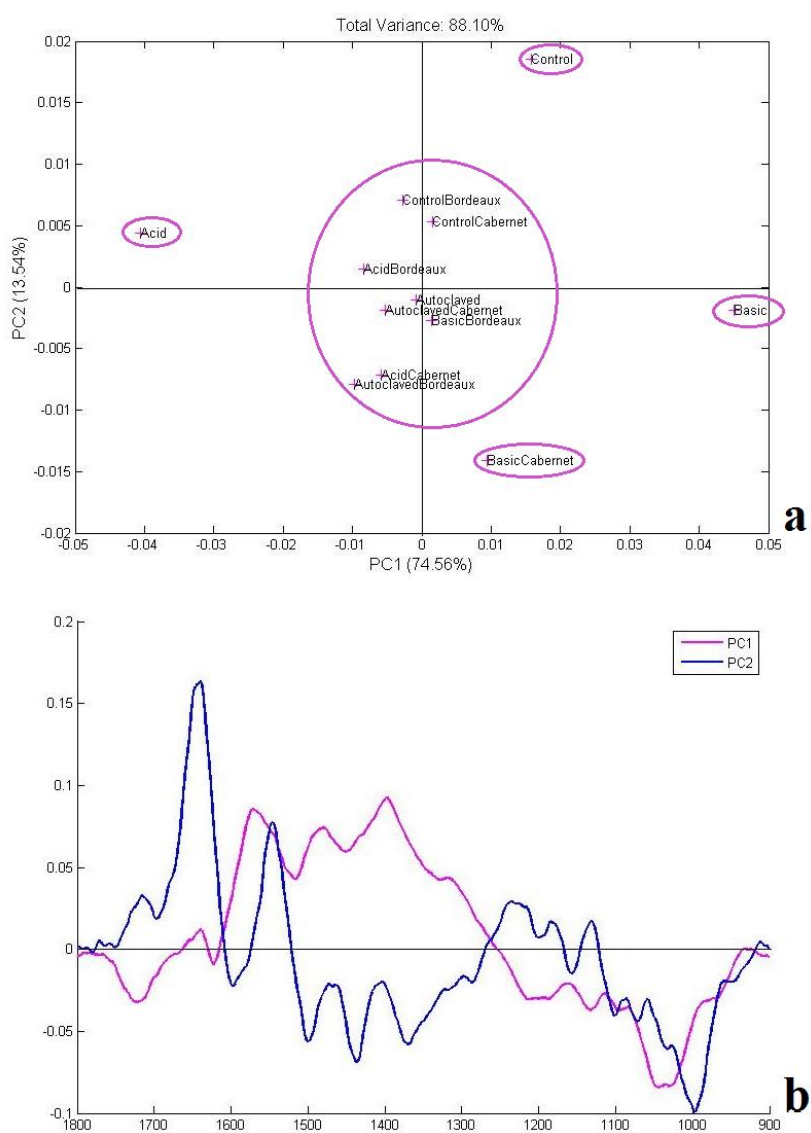 Total Variance: 88.10%
0.02
Control
0.015
0.01
ControlBordeaux
0.005
Acid
ControlCabernet
AcidBordeaux
0
Autoclaved
AutoclavedCabernet
Basic
BasicBordeaux
PC2 (13.54%)
-0.005
AcidCabernet
AutoclavedBordeaux
-0.01
BasicCabernet
-0.015
-0.02
a
-0.05 -0.04 -0.03 -0.02 -0.01 0 0.01 0.02 0.03 0.04 0.05
PC1 (74.56%)
0.2
PC1
PC2
0.15
0.1
0.05
0
-0.05
-0.1
b
1800 1700 1600 1500 1400 1300 1200 1100 1000 900